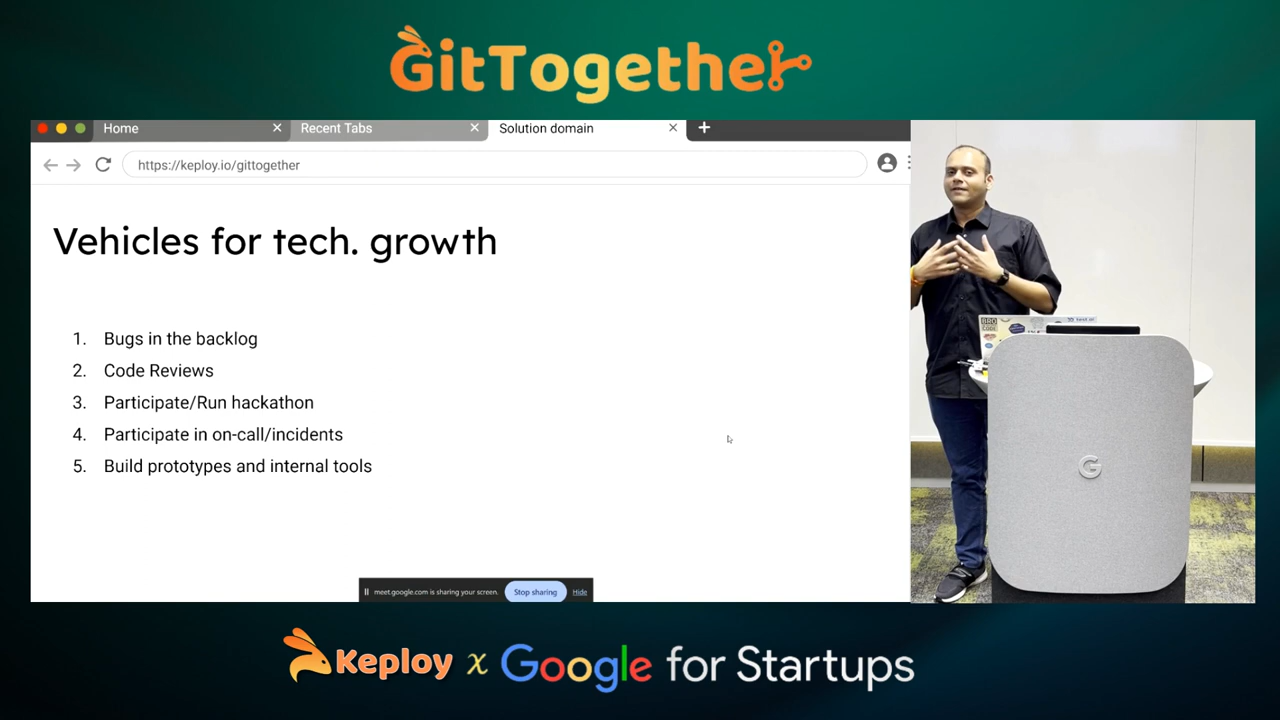 GitTogether
Home
Recent Tabs
Solution domain
https://keploy.io/gittogether
Vehicles for tech. growth
1. Bugs in the backlog
2. Code Reviews
3. Participate/Run hackathon
4. Participate in on-call/incidents
5. Build prototypes and internal tools
meet.google.com is sharing your screen.
Stop sharing
Hide
BRO
CODE
G
Keploy x Google for Startups